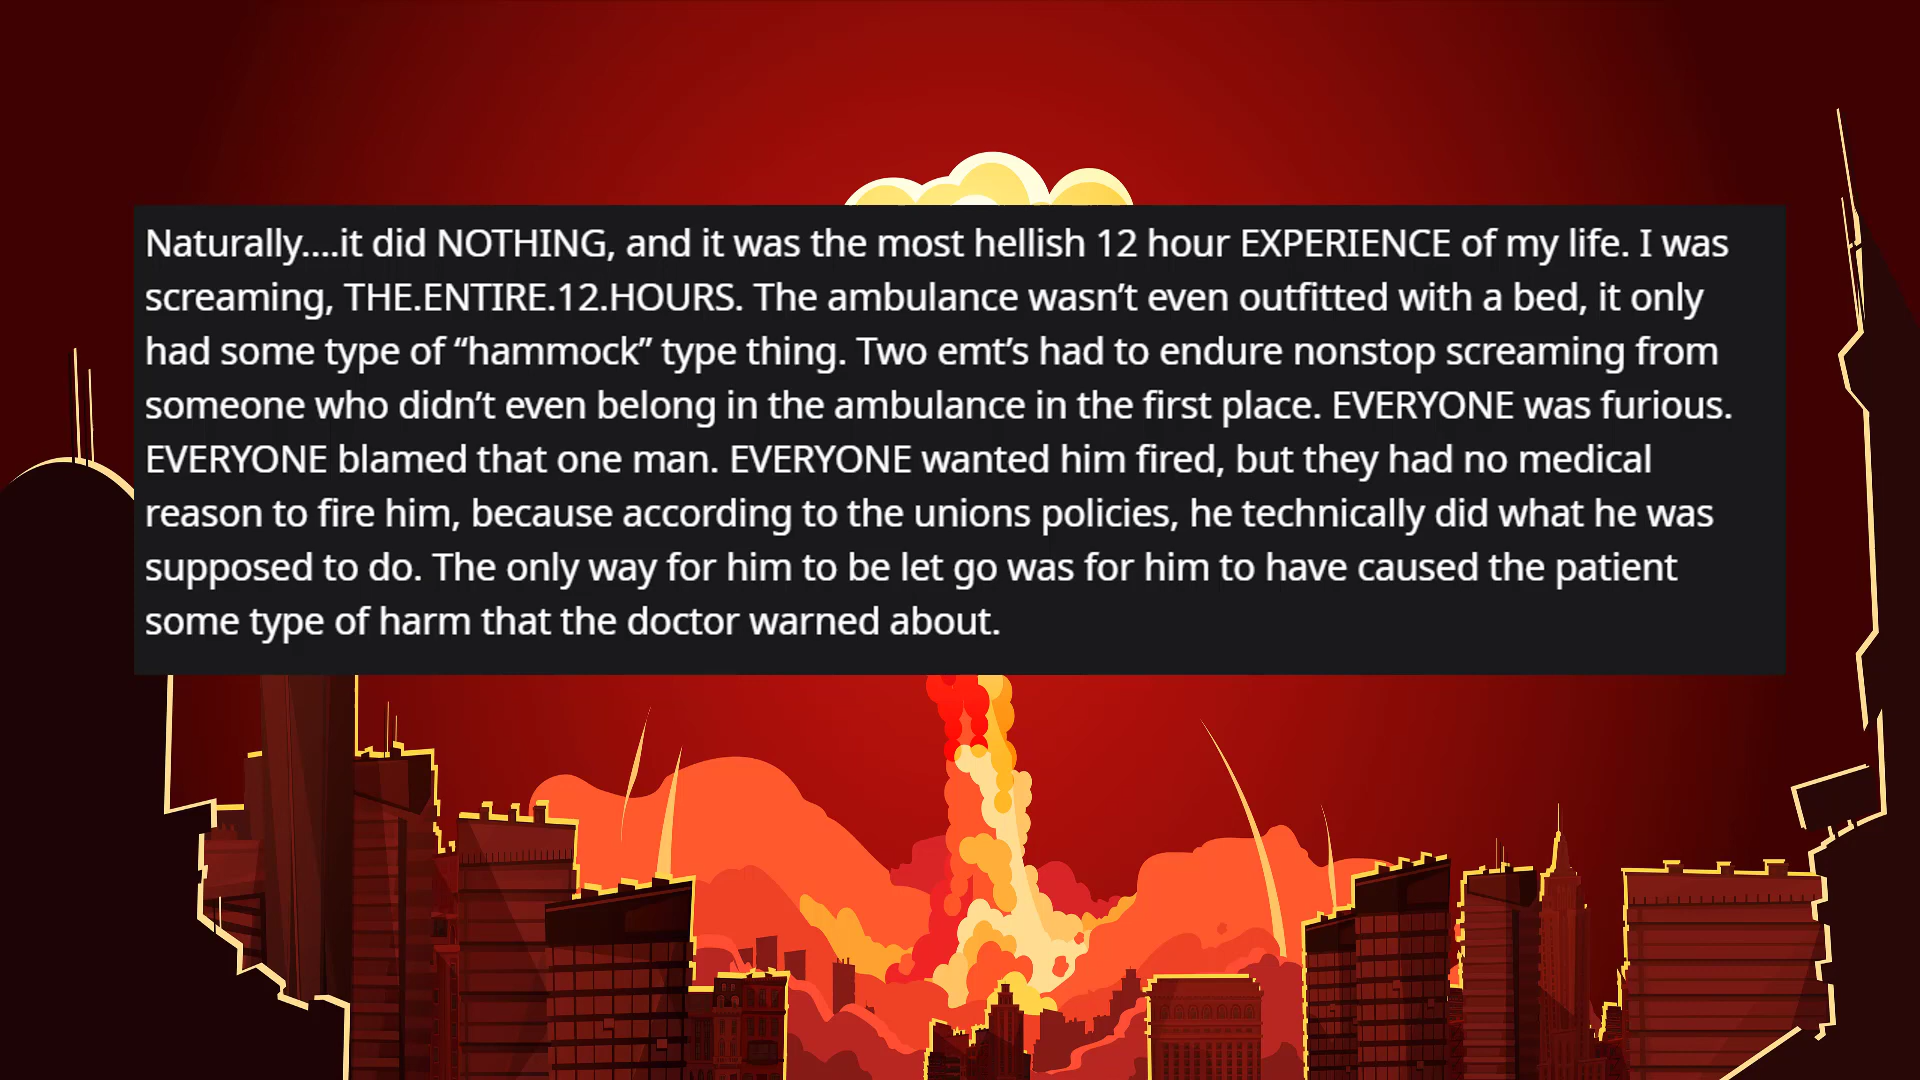 Naturally....it did NOTHING, and it was the most hellish 12 hour EXPERIENCE of my life. I was
screaming, THE.ENTIRE.12.HOURS. The ambulance wasn’t even outfitted with a bed, it only
had some type of “hammock” type thing. Two emt’s had to endure nonstop screaming from
someone who didn’t even belong in the ambulance in the first place. EVERYONE was furious.
EVERYONE blamed that one man. EVERYONE wanted him fired, but they had no medical
reason to fire him, because according to the unions policies, he technically did what he was
supposed to do. The only way for him to be let go was for him to have caused the patient
some type of harm that the doctor warned about.